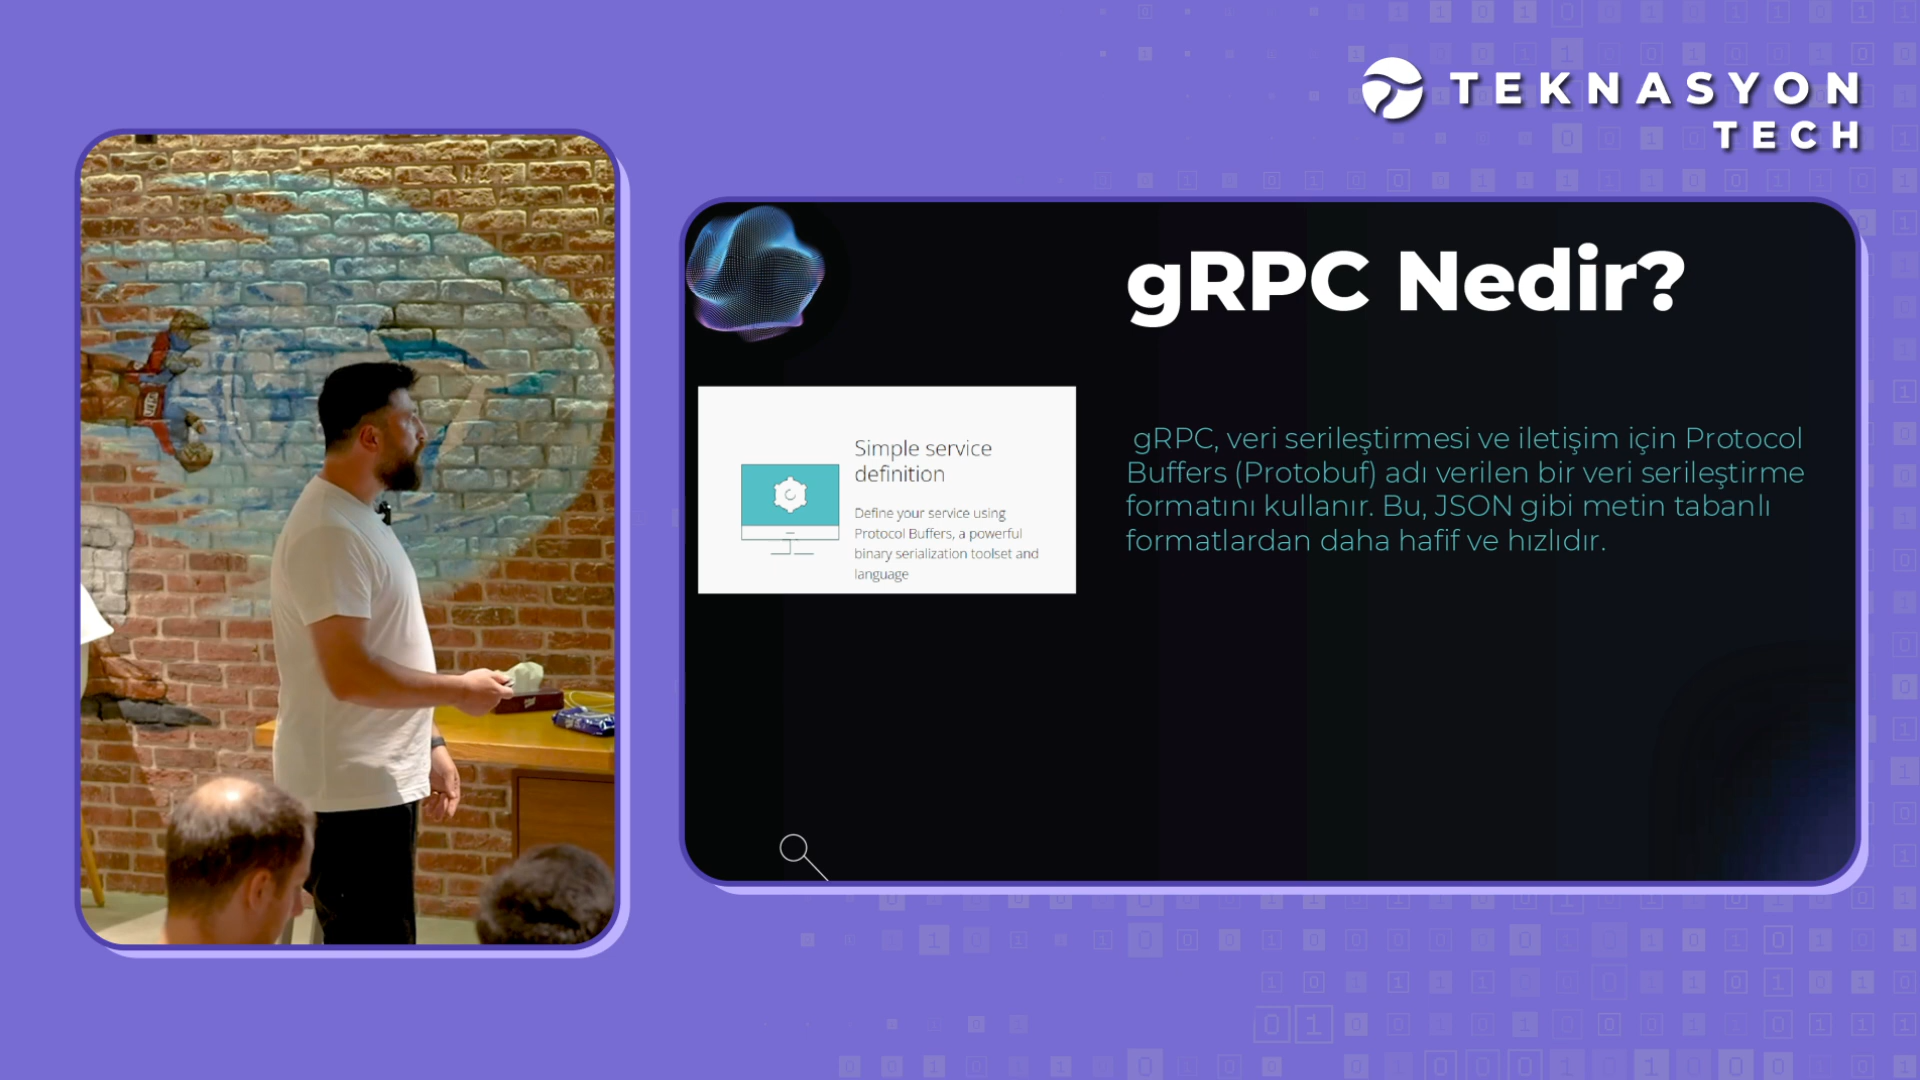 TEKNASYON
TECH
gRPC Nedir?
Simple service
definition
Define your service using
Protocol Buffers, a powerful
binary serialization toolset and
language
gRPC, veri serileştirmesi ve iletişim için Protocol
Buffers (Protobuf) adı verilen bir veri serileştirme
formatını kullanır. Bu, JSON gibi metin tabanlı
formatlardan daha hafif ve hızlıdır.